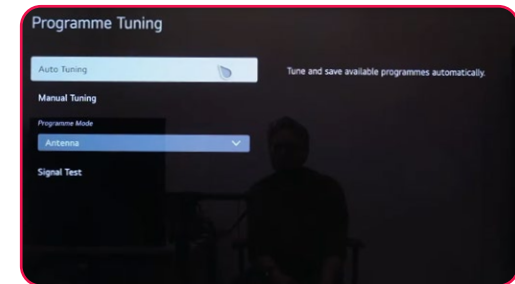 Programme Tuning
Auto Tuning
Tune and save available programmes automatically.
Manual Tuning
Programme Mode
Antenna
Signal Test